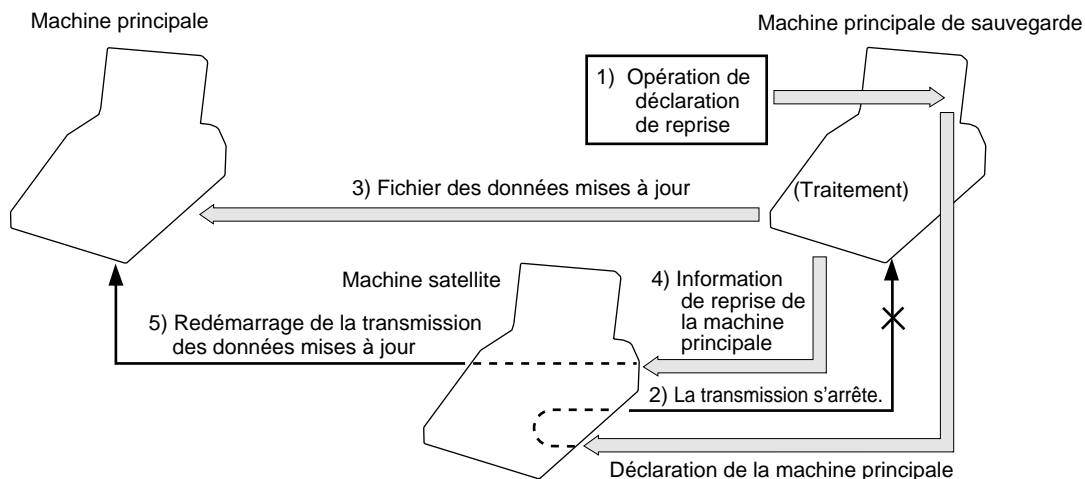 Machine principale
Machine principale de sauvegarde
1) Opération de
déclaration
de reprise
3) Fichier des données mises à jour
(Traitement)
Machine satellite
4) Information
de reprise de
la machine
principale
5) Redémarrage de la transmission
des données mises à jour
2) La transmission s’arrête.
Déclaration de la machine principale